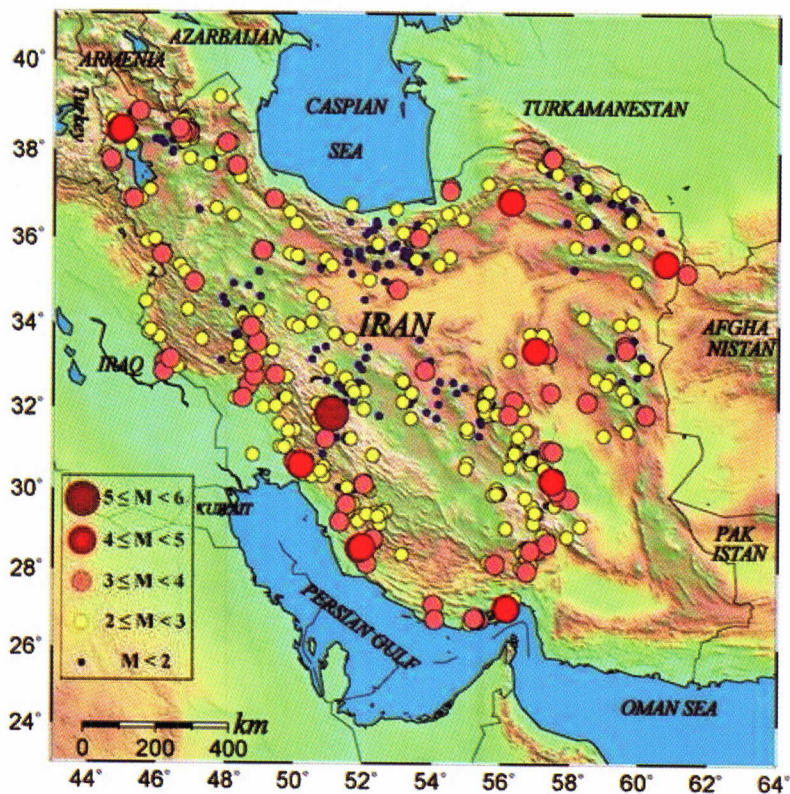 40°
38°
36°
34°
32°
30°
28°
26°
24°
AZARBAIJAN
ARMENIA
Turkey
CASPIAN
SEA
TURKAMANESTAN
IRAN
AFGHA
NISTAN
IRAQ
KUWAIT
PAK
ISTAN
PERSIAN GULF
OMAN SEA
5 ≤ M < 6
4 ≤ M < 5
3 ≤ M < 4
2 ≤ M < 3
M < 2
km
0 200 400
44° 46° 48° 50° 52° 54° 56° 58° 60° 62° 64°